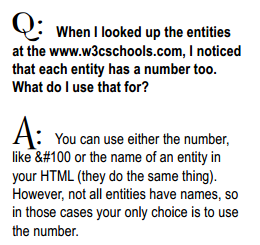 Q: When I looked up the entities
at the www.w3cschools.com, I noticed
that each entity has a number too.
What do I use that for?
A: You can use either the number,
like &#100 or the name of an entity in
your HTML (they do the same thing).
However, not all entities have names, so
in those cases your only choice is to use
the number.